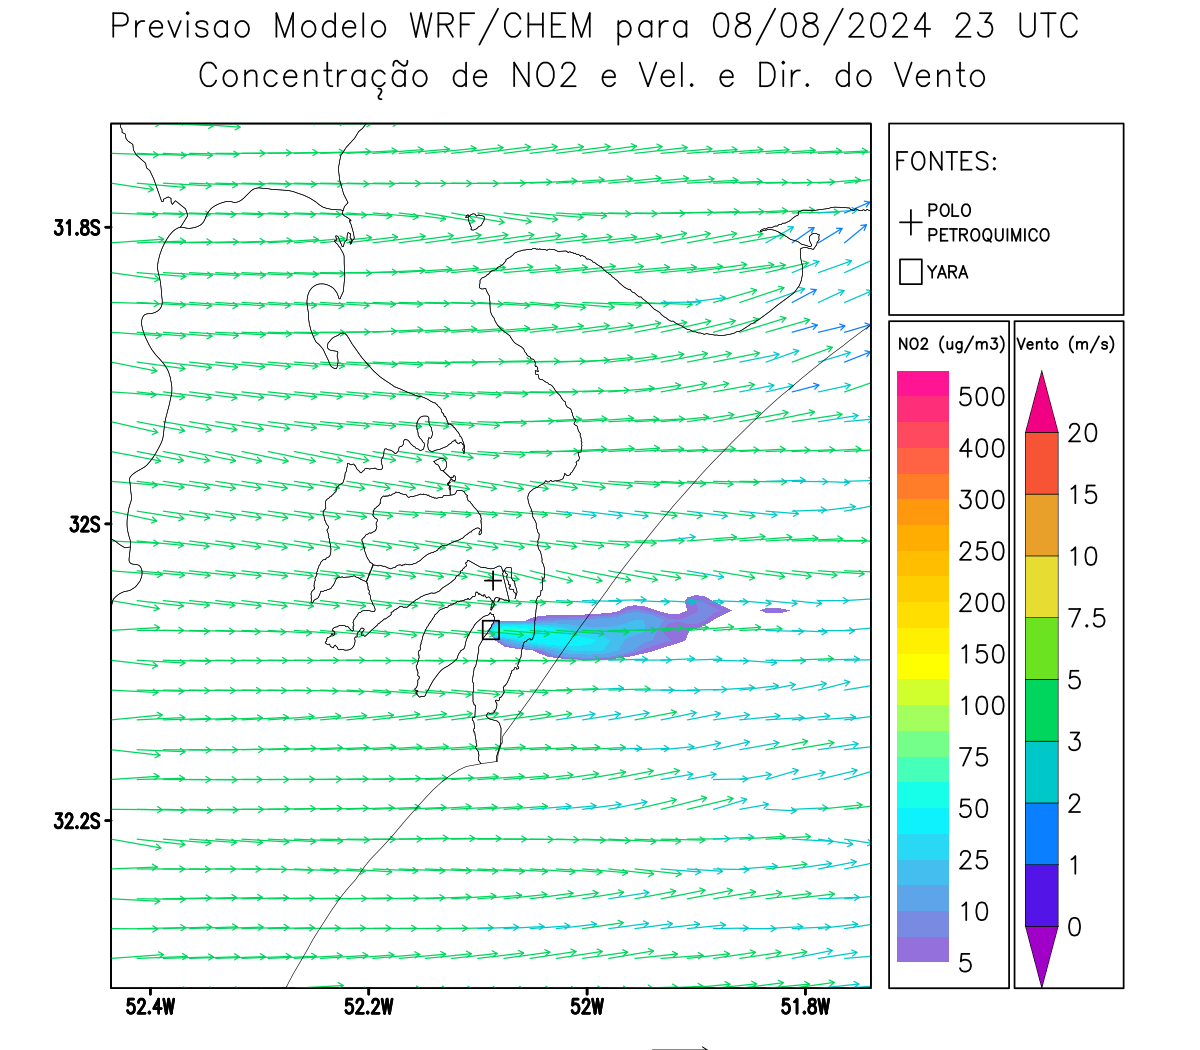 Previsao Modelo WRF/CHEM para 08/08/2024 23 UTC
Concentração de NO2 e Vel. e Dir. do Vento
FONTES:
POLO
PETROQUIMICO
YARA
31.8S
32S
32.2S
52.4W
52.2W
52W
51.8W
NO2 (ug/m3)
500
400
300
250
200
150
100
75
50
25
10
5
Vento (m/s)
20
15
10
7.5
5
3
2
1
0